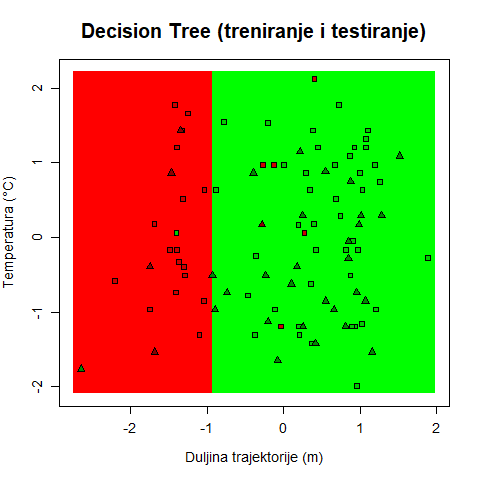 Decision Tree (treniranje i testiranje)
Temperatura (°C)
2
1
0
-1
-2
-2 -1 0 1 2
Duljina trajektorije (m)